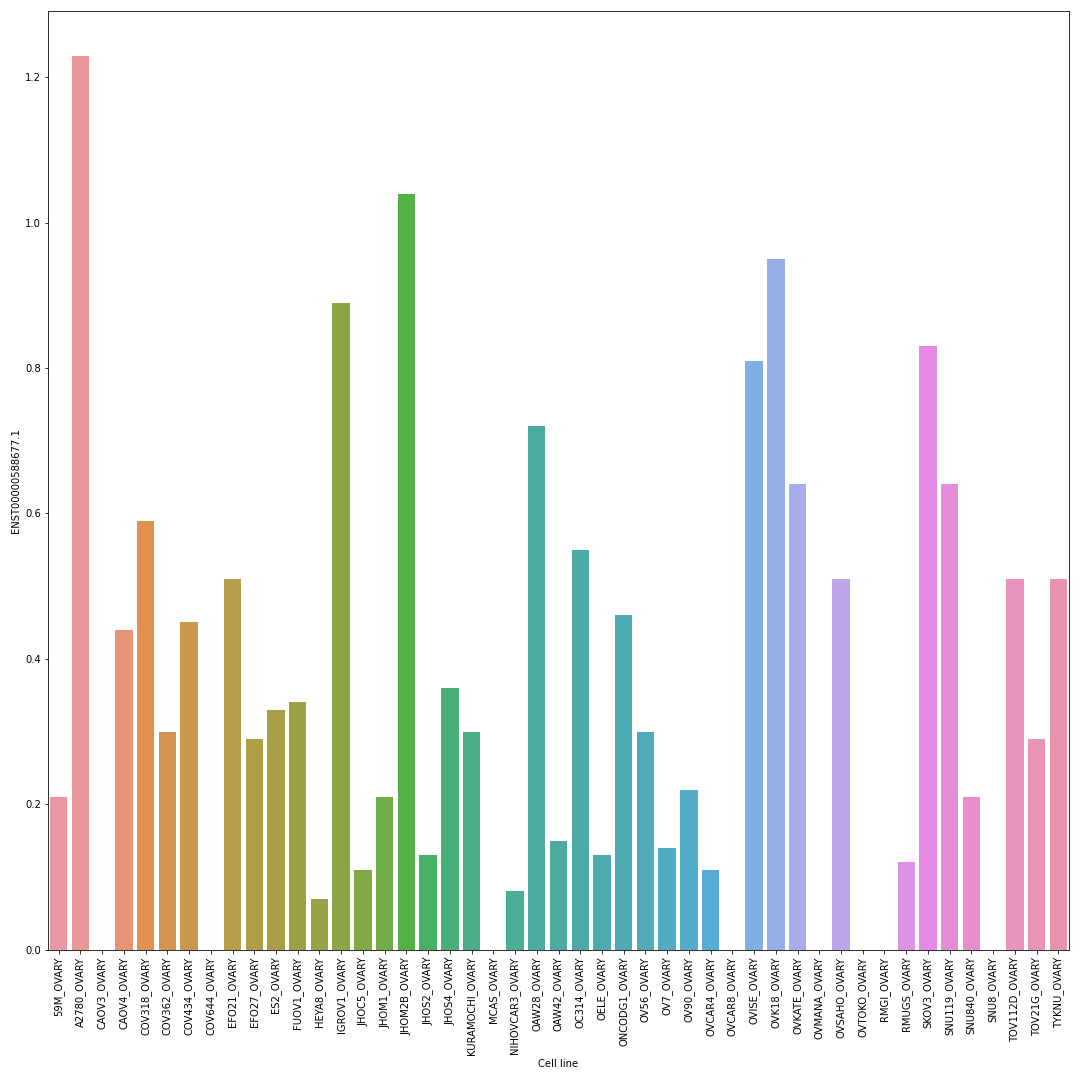 1.2
1.0
0.8
0.6
0.4
0.2
0.0
ENST00000588677.1
59M_OVARY
A2780_OVARY
CAOV3_OVARY
CAOV4_OVARY
COV318_OVARY
COV362_OVARY
COV434_OVARY
COV644_OVARY
EFO21_OVARY
EFO27_OVARY
ES2_OVARY
FUOV1_OVARY
HEYA8_OVARY
IGROV1_OVARY
JHOC5_OVARY
JHOM1_OVARY
JHOM2B_OVARY
JHOS2_OVARY
JHOS4_OVARY
KURAMOCHI_OVARY
MCAS_OVARY
NIHOVCAR3_OVARY
OAW28_OVARY
OAW42_OVARY
OC314_OVARY
OELE_OVARY
ONCODG1_OVARY
OV56_OVARY
OV7_OVARY
OV90_OVARY
OVCAR4_OVARY
OVCAR8_OVARY
OVISE_OVARY
OVK18_OVARY
OVKATE_OVARY
OVMANA_OVARY
OVSAHO_OVARY
OVTOKO_OVARY
RMGI_OVARY
RMUGS_OVARY
SKOV3_OVARY
SNU119_OVARY
SNU840_OVARY
SNU8_OVARY
TOV112D_OVARY
TOV21G_OVARY
TYKNU_OVARY
Cell line